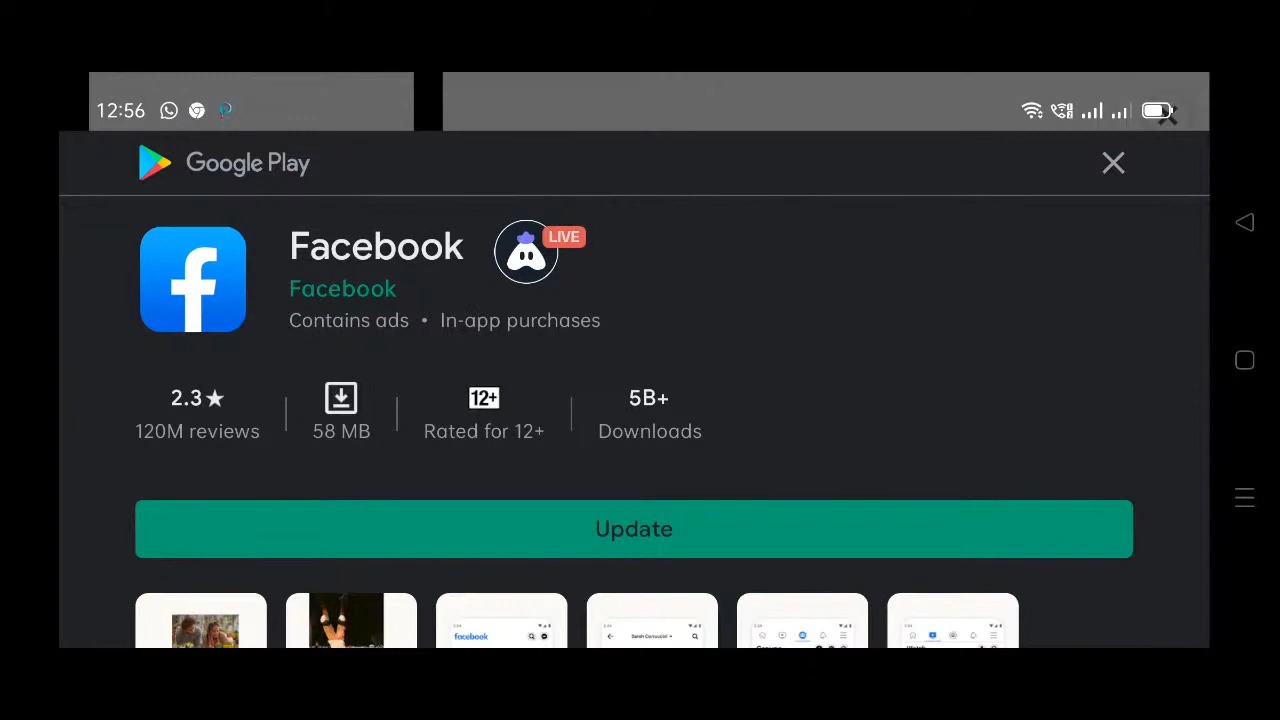 12:56
Google Play
Facebook
LIVE
Facebook
Contains ads • In-app purchases
2.3★
120M reviews
58 MB
12+
Rated for 12+
5B+
Downloads
Update
facebook